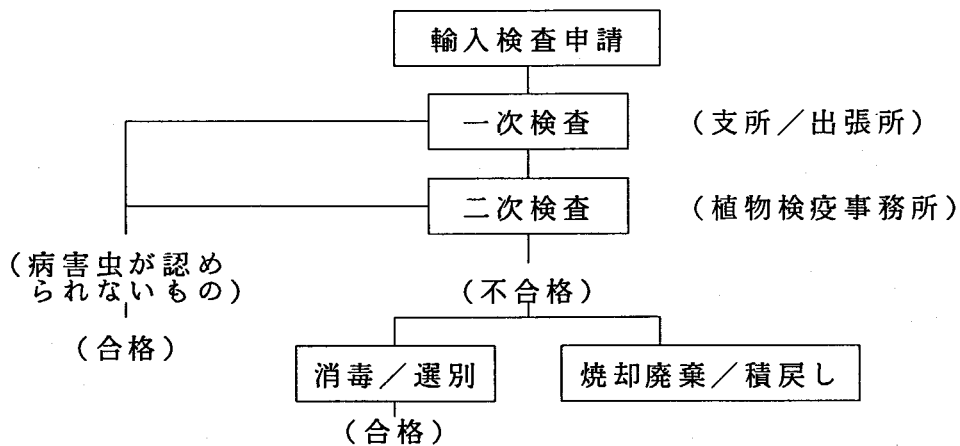 輸入検査申請
一次検査
(支所/出張所)
二次検査
(植物検疫事務所)
(病害虫が認め
られないもの)
(不合格)
(合格)
消毒/選別
焼却廃棄/積戻し
(合格)